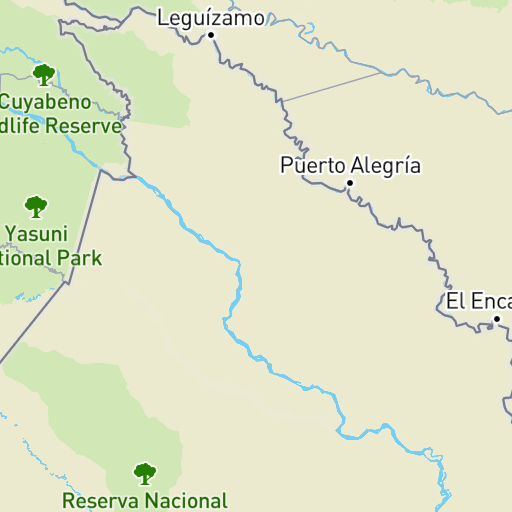 Leguízamo
Cuyabeno
dlife Reserve
Puerto Alegría
Yasuni
tional Park
El Enca
Reserva Nacional